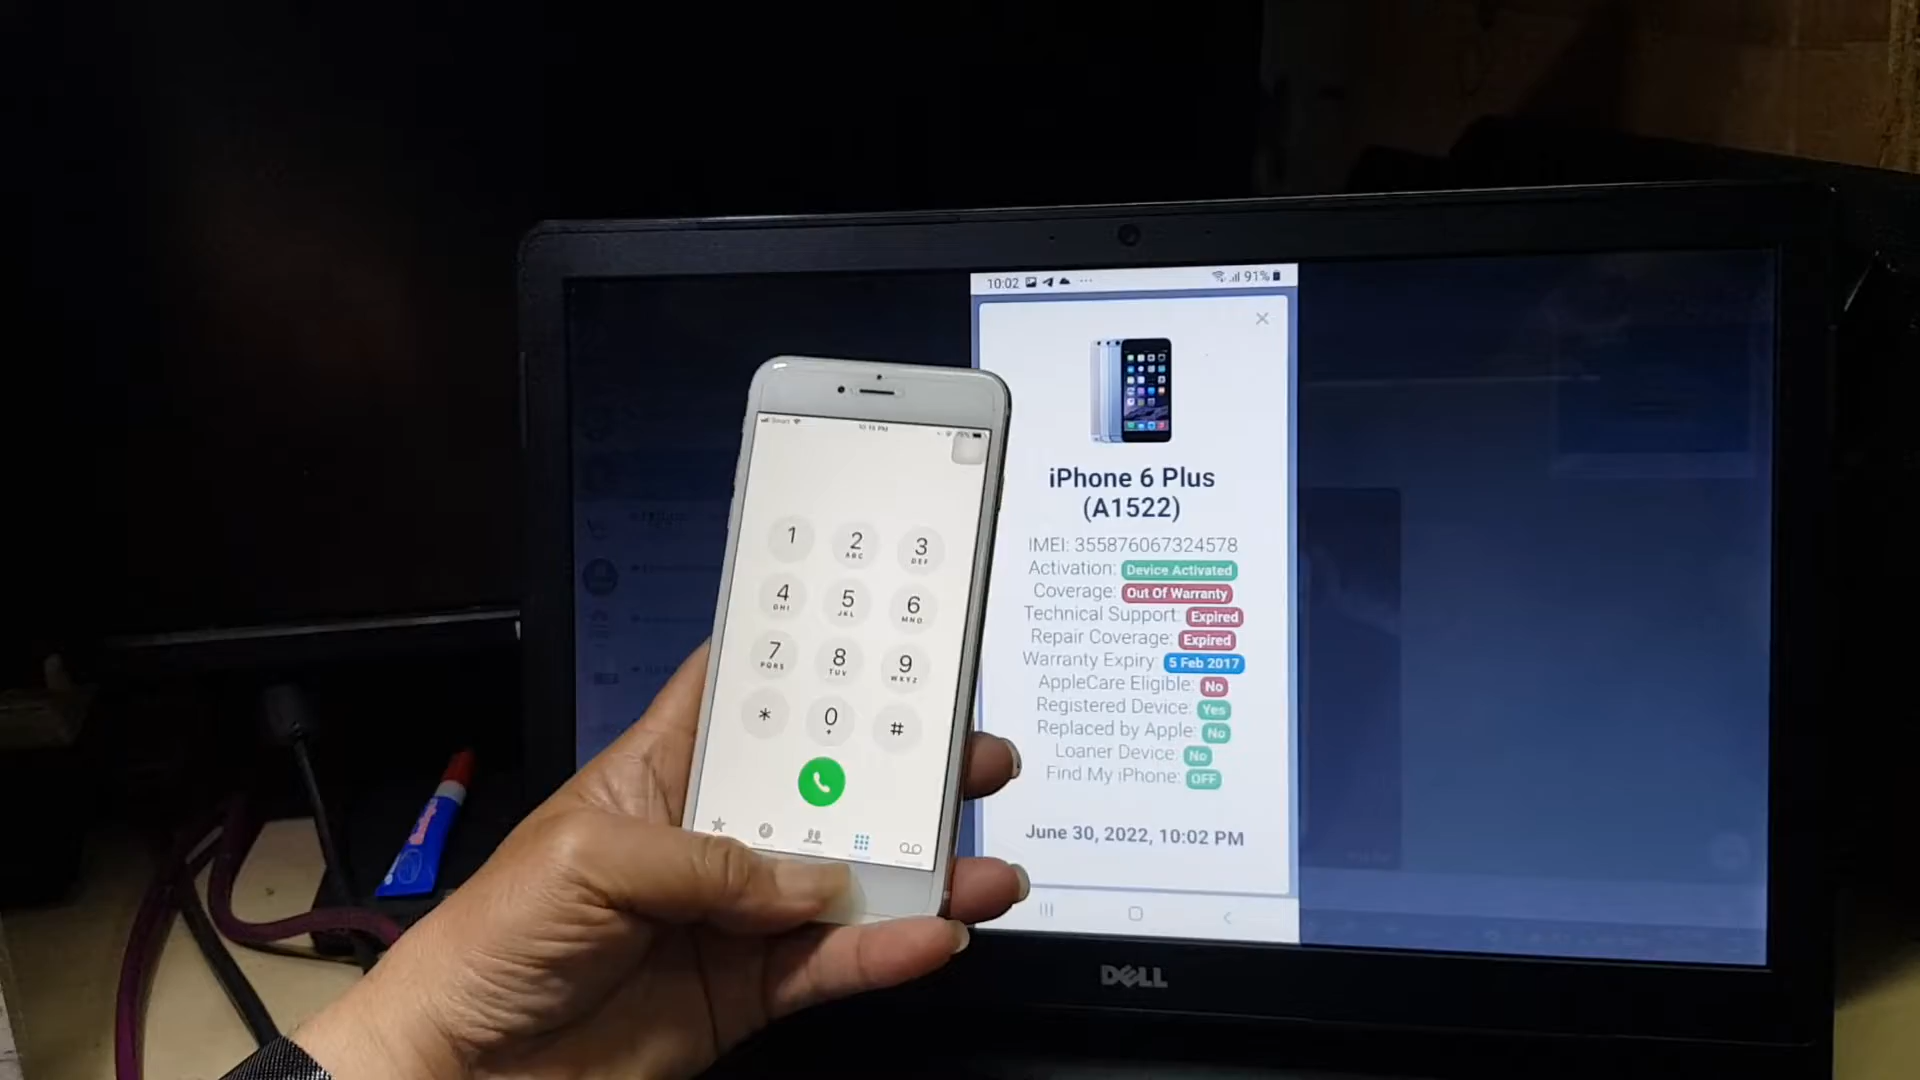 10:02
91%
iPhone 6 Plus
(A1522)
IMEI: 355876067324578
Activation: Device Activated
Coverage: Out Of Warranty
Technical Support: Expired
Repair Coverage: Expired
Warranty Expiry: 5 Feb 2017
AppleCare Eligible: No
Registered Device: Yes
Replaced by Apple: No
Loaner Device: No
Find My iPhone: OFF
June 30, 2022, 10:02 PM
Smart
1
2
ABC
3
DEF
4
GHI
5
JKL
6
MNO
7
PQRS
8
TUV
9
WXYZ
*
0
+
#
DELL